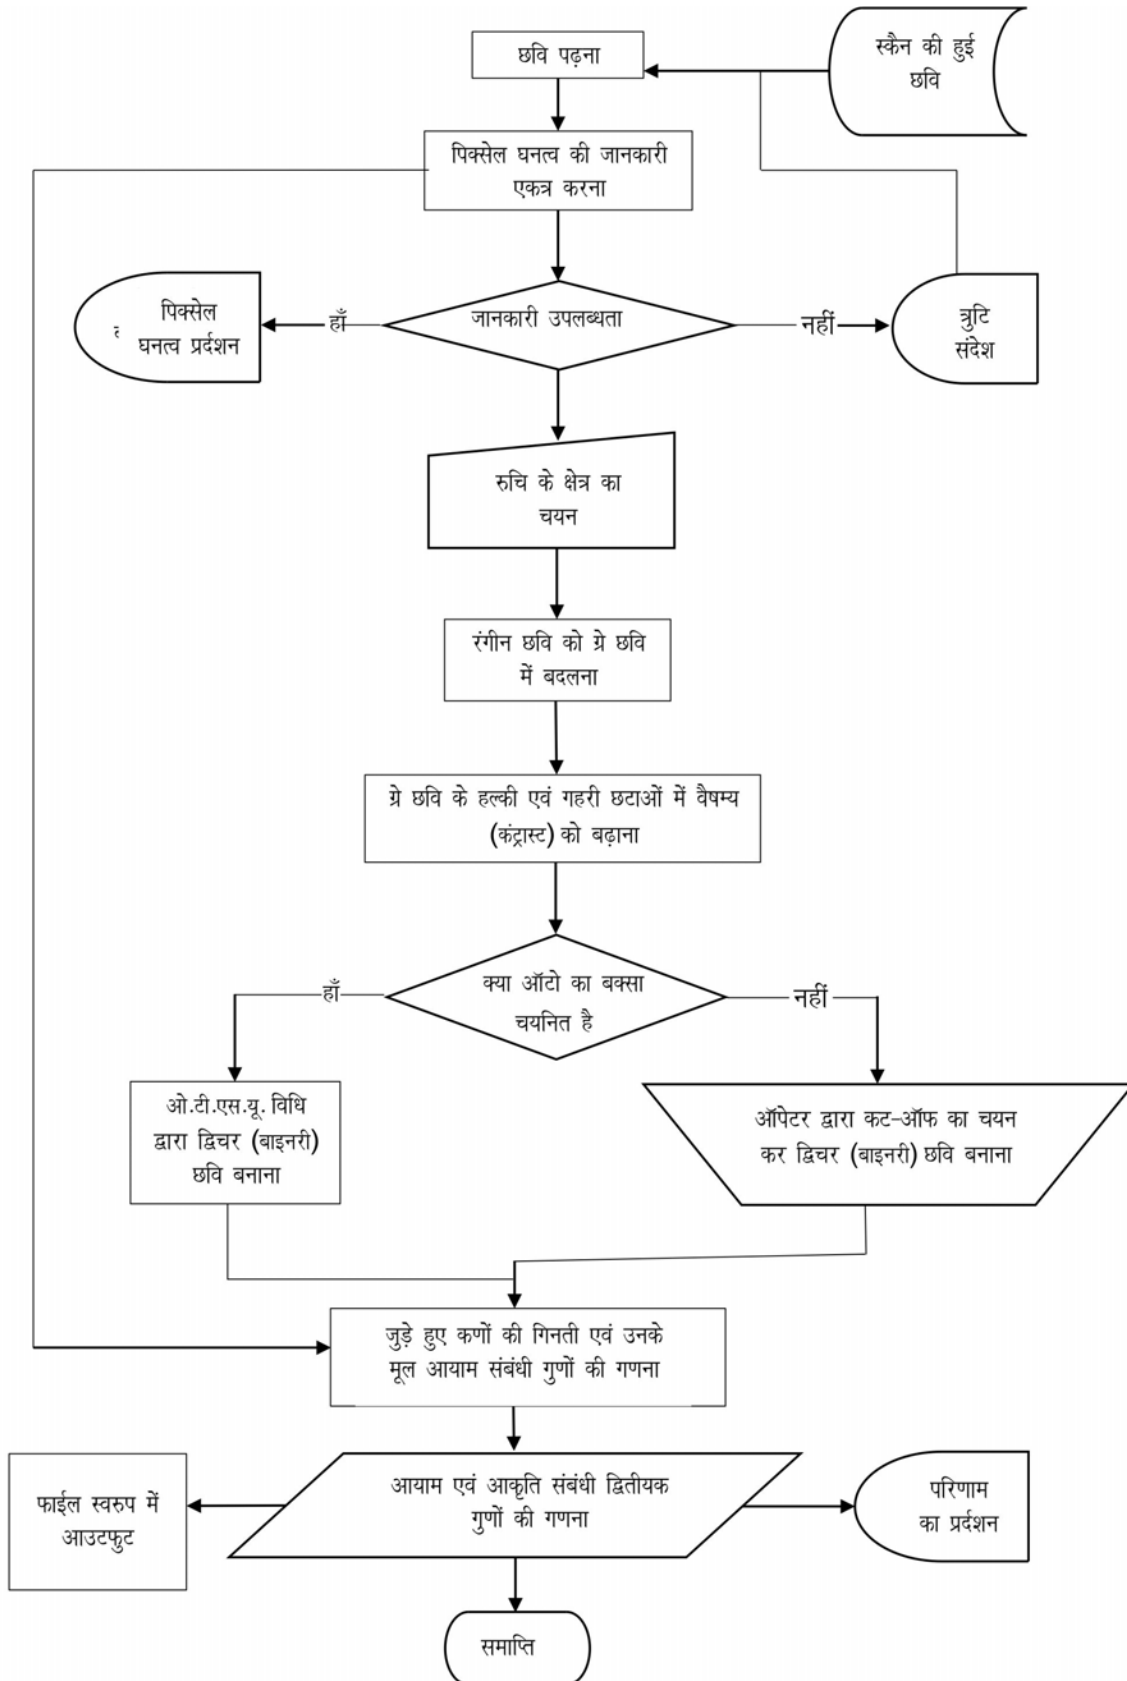 छवि पढ़ना
स्कैन की हुई
छवि
पिक्सेल घनत्व की जानकारी
एकत्र करना
पिक्सेल
घनत्व प्रर्दशन
हाँ
जानकारी उपलब्धता
नहीं
त्रुटि
संदेश
रुचि के क्षेत्र का
चयन
रंगीन छवि को ग्रे छवि
में बदलना
ग्रे छवि के हल्की एवं गहरी छटाओं में वैषम्य
(कंट्रास्ट) को बढ़ाना
हाँ
क्या ऑटो का बक्सा
चयनित है
नहीं
ओ.टी.एस.यू. विधि
द्वारा द्विचर (बाइनरी)
छवि बनाना
ऑपेटर द्वारा कट-ऑफ का चयन
कर द्विचर (बाइनरी) छवि बनाना
जुड़े हुए कणों की गिनती एवं उनके
मूल आयाम संबंधी गुणों की गणना
फाईल स्वरुप में
आउटफुट
आयाम एवं आकृति संबंधी द्वितीयक
गुणों की गणना
परिणाम
का प्रर्दशन
समाप्ति